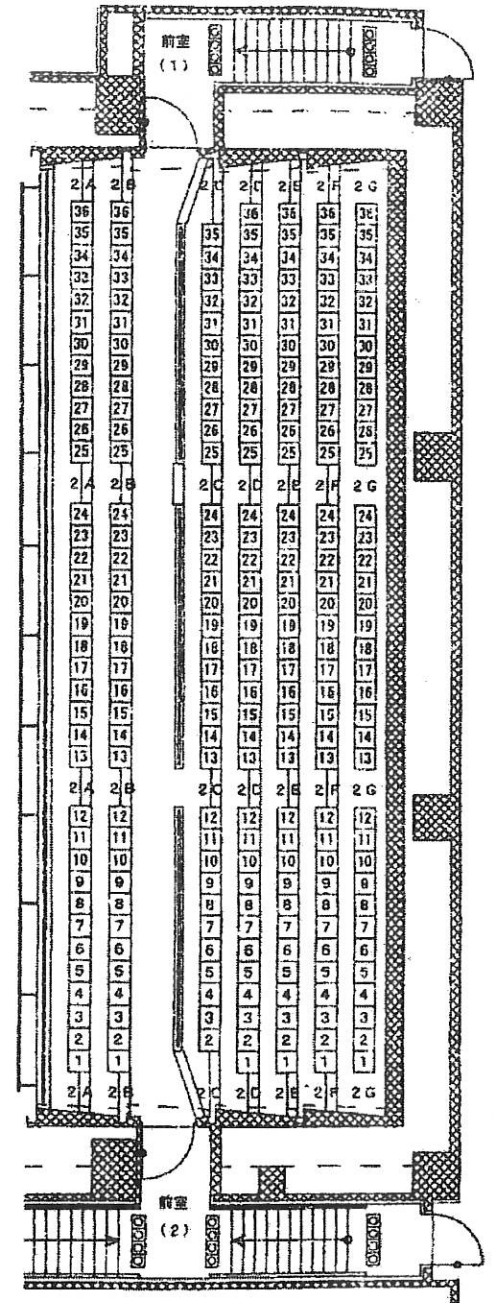 前室
(1)
2A 2B 2C 2D 2E 2F 2G
36 36 36 36 36 36
35 35 35 35 35 35 35
34 34 34 34 34 34 34
33 33 33 33 33 33 33
32 32 32 32 32 32 32
31 31 31 31 31 31 31
30 30 30 30 30 30 30
29 29 29 29 29 29 29
28 28 28 28 28 28 28
27 27 27 27 27 27 27
26 26 26 26 26 26 26
25 25 25 25 25 25 25
2A 2B 2C 2D 2E 2F 2G
24 24 24 24 24 24 24
23 23 23 23 23 23 23
22 22 22 22 22 22 22
21 21 21 21 21 21 21
20 20 20 20 20 20 20
19 19 19 19 19 19 19
18 18 18 18 18 18 18
17 17 17 17 17 17 17
16 16 16 16 16 16 16
15 15 15 15 15 15 15
14 14 14 14 14 14 14
13 13 13 13 13 13 13
2A 2B 2C 2D 2E 2F 2G
12 12 12 12 12 12 12
11 11 11 11 11 11 11
10 10 10 10 10 10 10
9 9 9 9 9 9 9
8 8 8 8 8 8 8
7 7 7 7 7 7 7
6 6 6 6 6 6 6
5 5 5 5 5 5 5
4 4 4 4 4 4 4
3 3 3 3 3 3 3
2 2 2 2 2 2 2
1 1 1 1 1 1
2A 2B 2C 2D 2E 2F 2G
前室
(2)